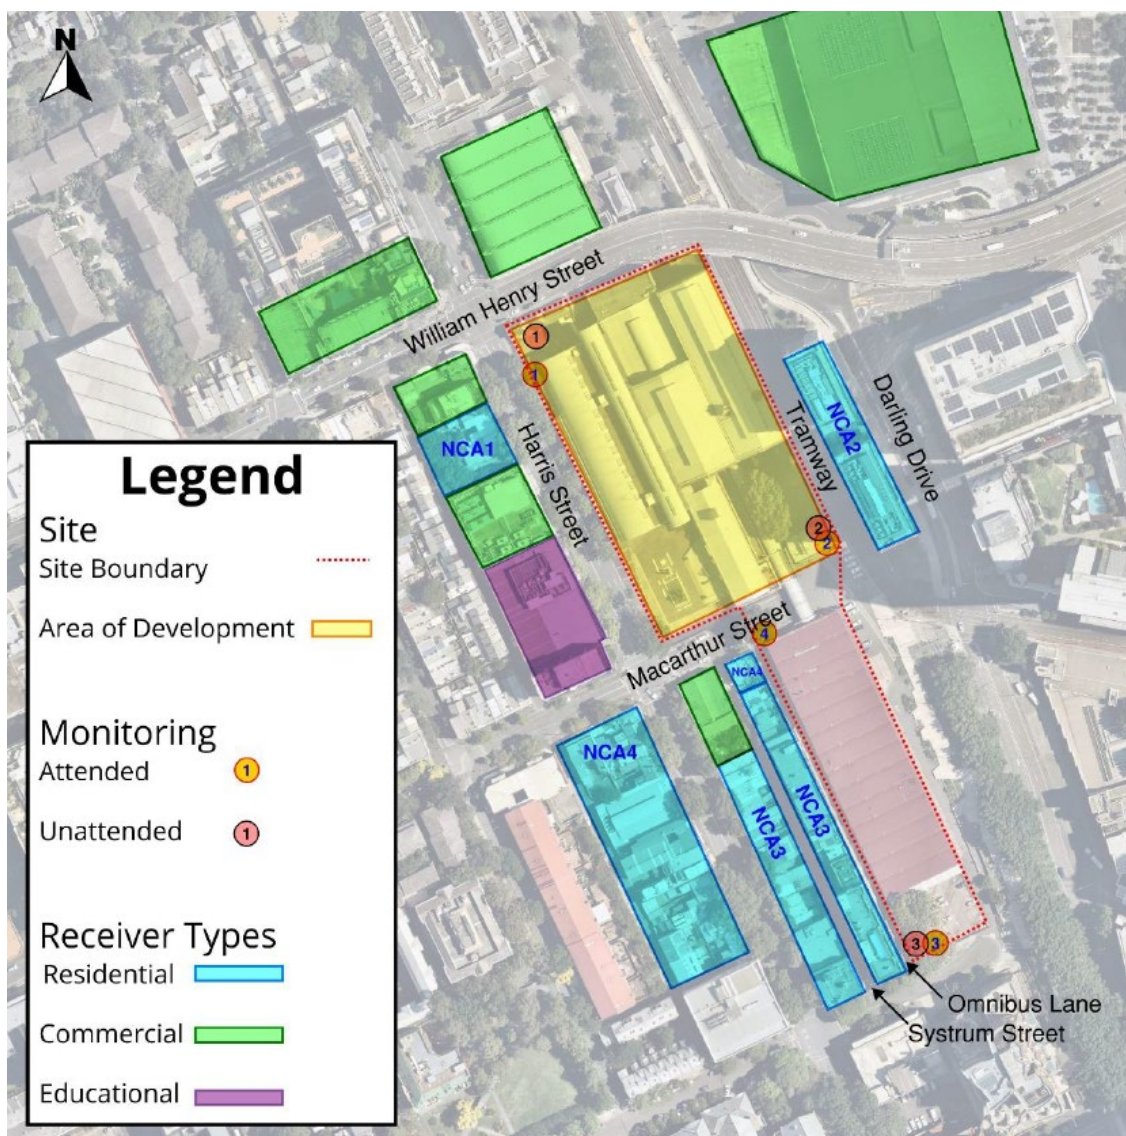 N
William Henry Street
1
1
NCA1
Harris Street
Tramway
NCA2
Darling Drive
2
2
4
Macarthur Street
NCA4
NCA4
NCA3
NCA3
3
3
Omnibus Lane
Systrum Street
Legend
Site
Site Boundary
Area of Development
Monitoring
Attended 1
Unattended 1
Receiver Types
Residential
Commercial
Educational